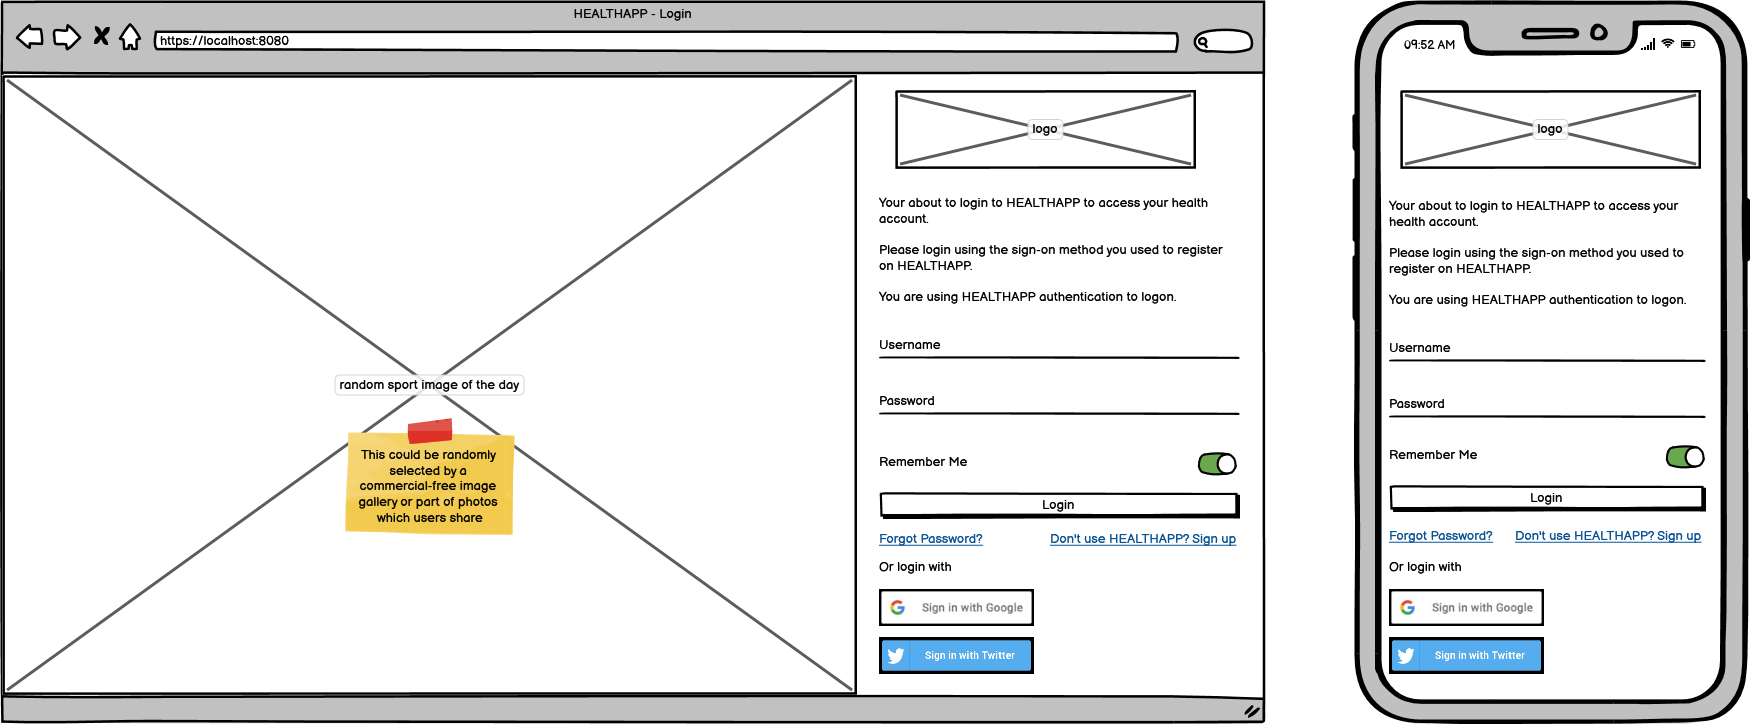 HEALTHAPP - Login
https://localhost:8080
random sport image of the day
This could be randomly
selected by a
commercial-free image
gallery or part of photos
which users share
logo
Your about to login to HEALTHAPP to access your health
account.
Please login using the sign-on method you used to register
on HEALTHAPP.
You are using HEALTHAPP authentication to logon.
Username
Password
Remember Me
Login
Forgot Password? Don't use HEALTHAPP? Sign up
Or login with
Sign in with Google
Sign in with Twitter
09:52 AM
logo
Your about to login to HEALTHAPP to access your
health account.
Please login using the sign-on method you used to
register on HEALTHAPP.
You are using HEALTHAPP authentication to logon.
Username
Password
Remember Me
Login
Forgot Password? Don't use HEALTHAPP? Sign up
Or login with
Sign in with Google
Sign in with Twitter